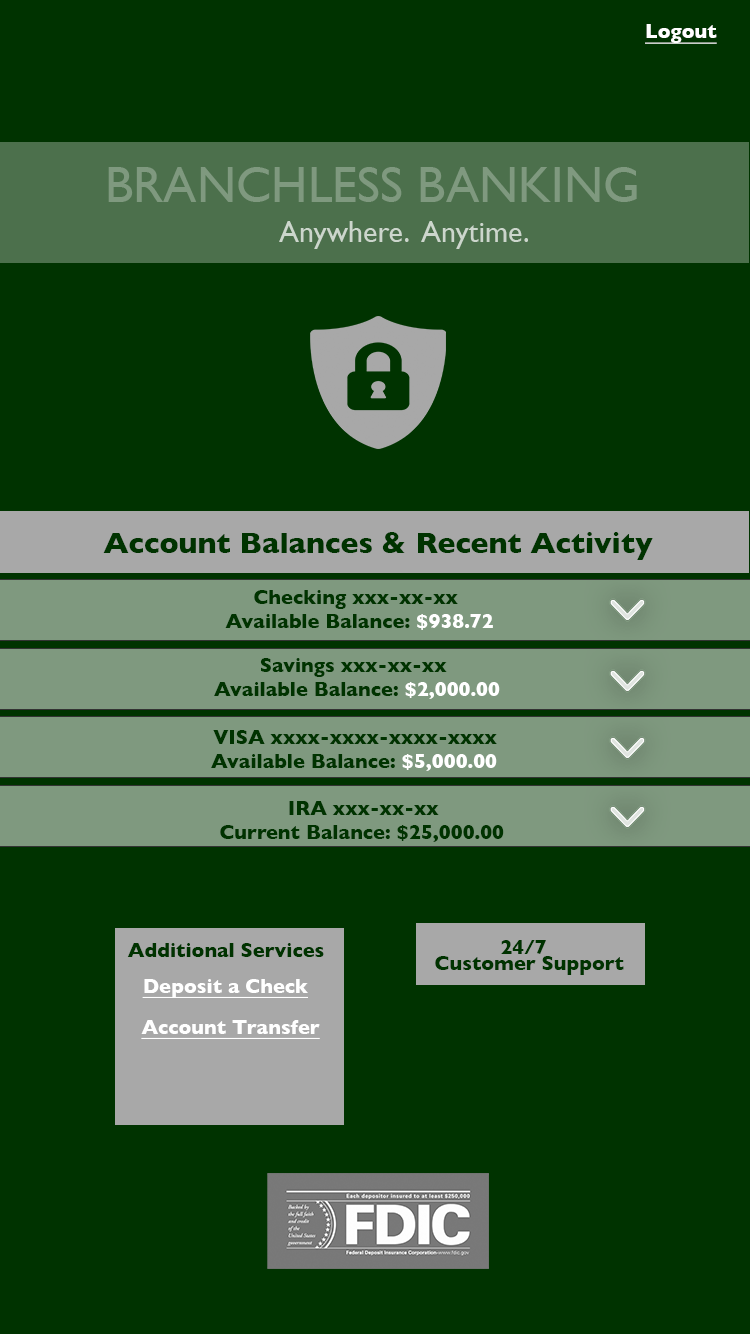 Logout
BRANCHLESS BANKING
Anywhere. Anytime.
Account Balances & Recent Activity
Checking xxx-xx-xx
Available Balance: $938.72
Savings xxx-xx-xx
Available Balance: $2,000.00
VISA xxxx-xxxx-xxxx-xxxx
Available Balance: $5,000.00
IRA xxx-xx-xx
Current Balance: $25,000.00
Additional Services
Deposit a Check
Account Transfer
24/7
Customer Support
Each depositor insured to at least $250,000
Backed by
the full faith
and credit
of the
United States
government
FDIC
Federal Deposit Insurance Corporation • www.fdic.gov